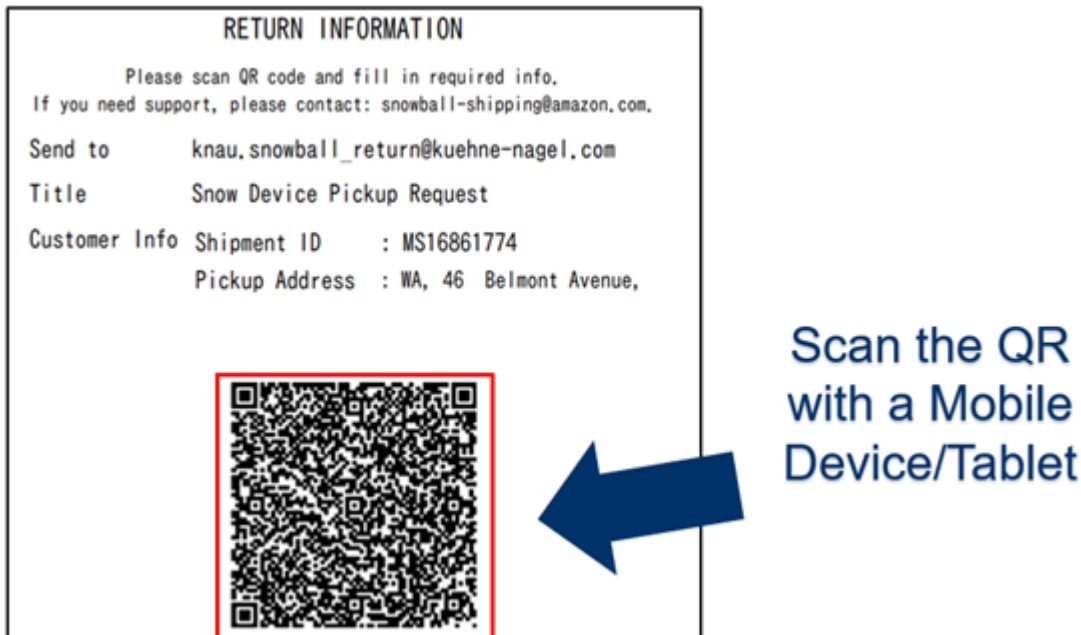 RETURN INFORMATION
Please scan QR code and fill in required info.
If you need support, please contact: snowball-shipping@amazon.com.
Send to knau.snowball_return@kuehne-nagel.com
Title Snow Device Pickup Request
Customer Info Shipment ID : MS16861774
Pickup Address : WA, 46 Belmont Avenue,
Scan the QR
with a Mobile
Device/Tablet